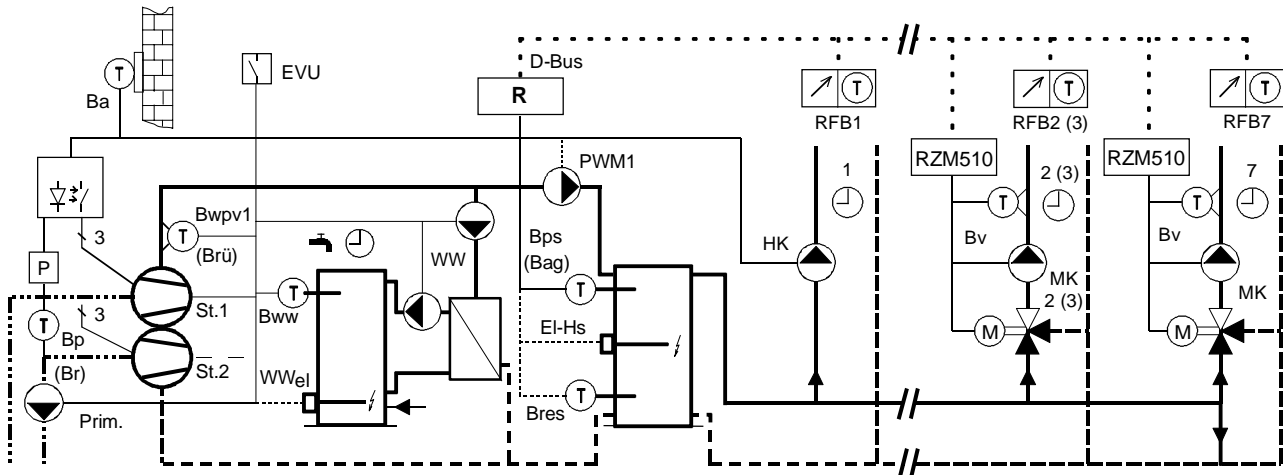 D-Bus
R
EVU
T
Ba
T
RFB1
T
RFB2 (3)
T
RFB7
RZM510
RZM510
PWM1
1
2 (3)
7
3
Bwpv1
T
(Brü)
T
T
P
WW
Bps
(Bag)
HK
Bv
Bv
St.1
T
Bww
T
MK
2 (3)
MK
3
T
Bp
(Br)
St.2
El-Hs
M
M
WWel
T
Bres
Prim.